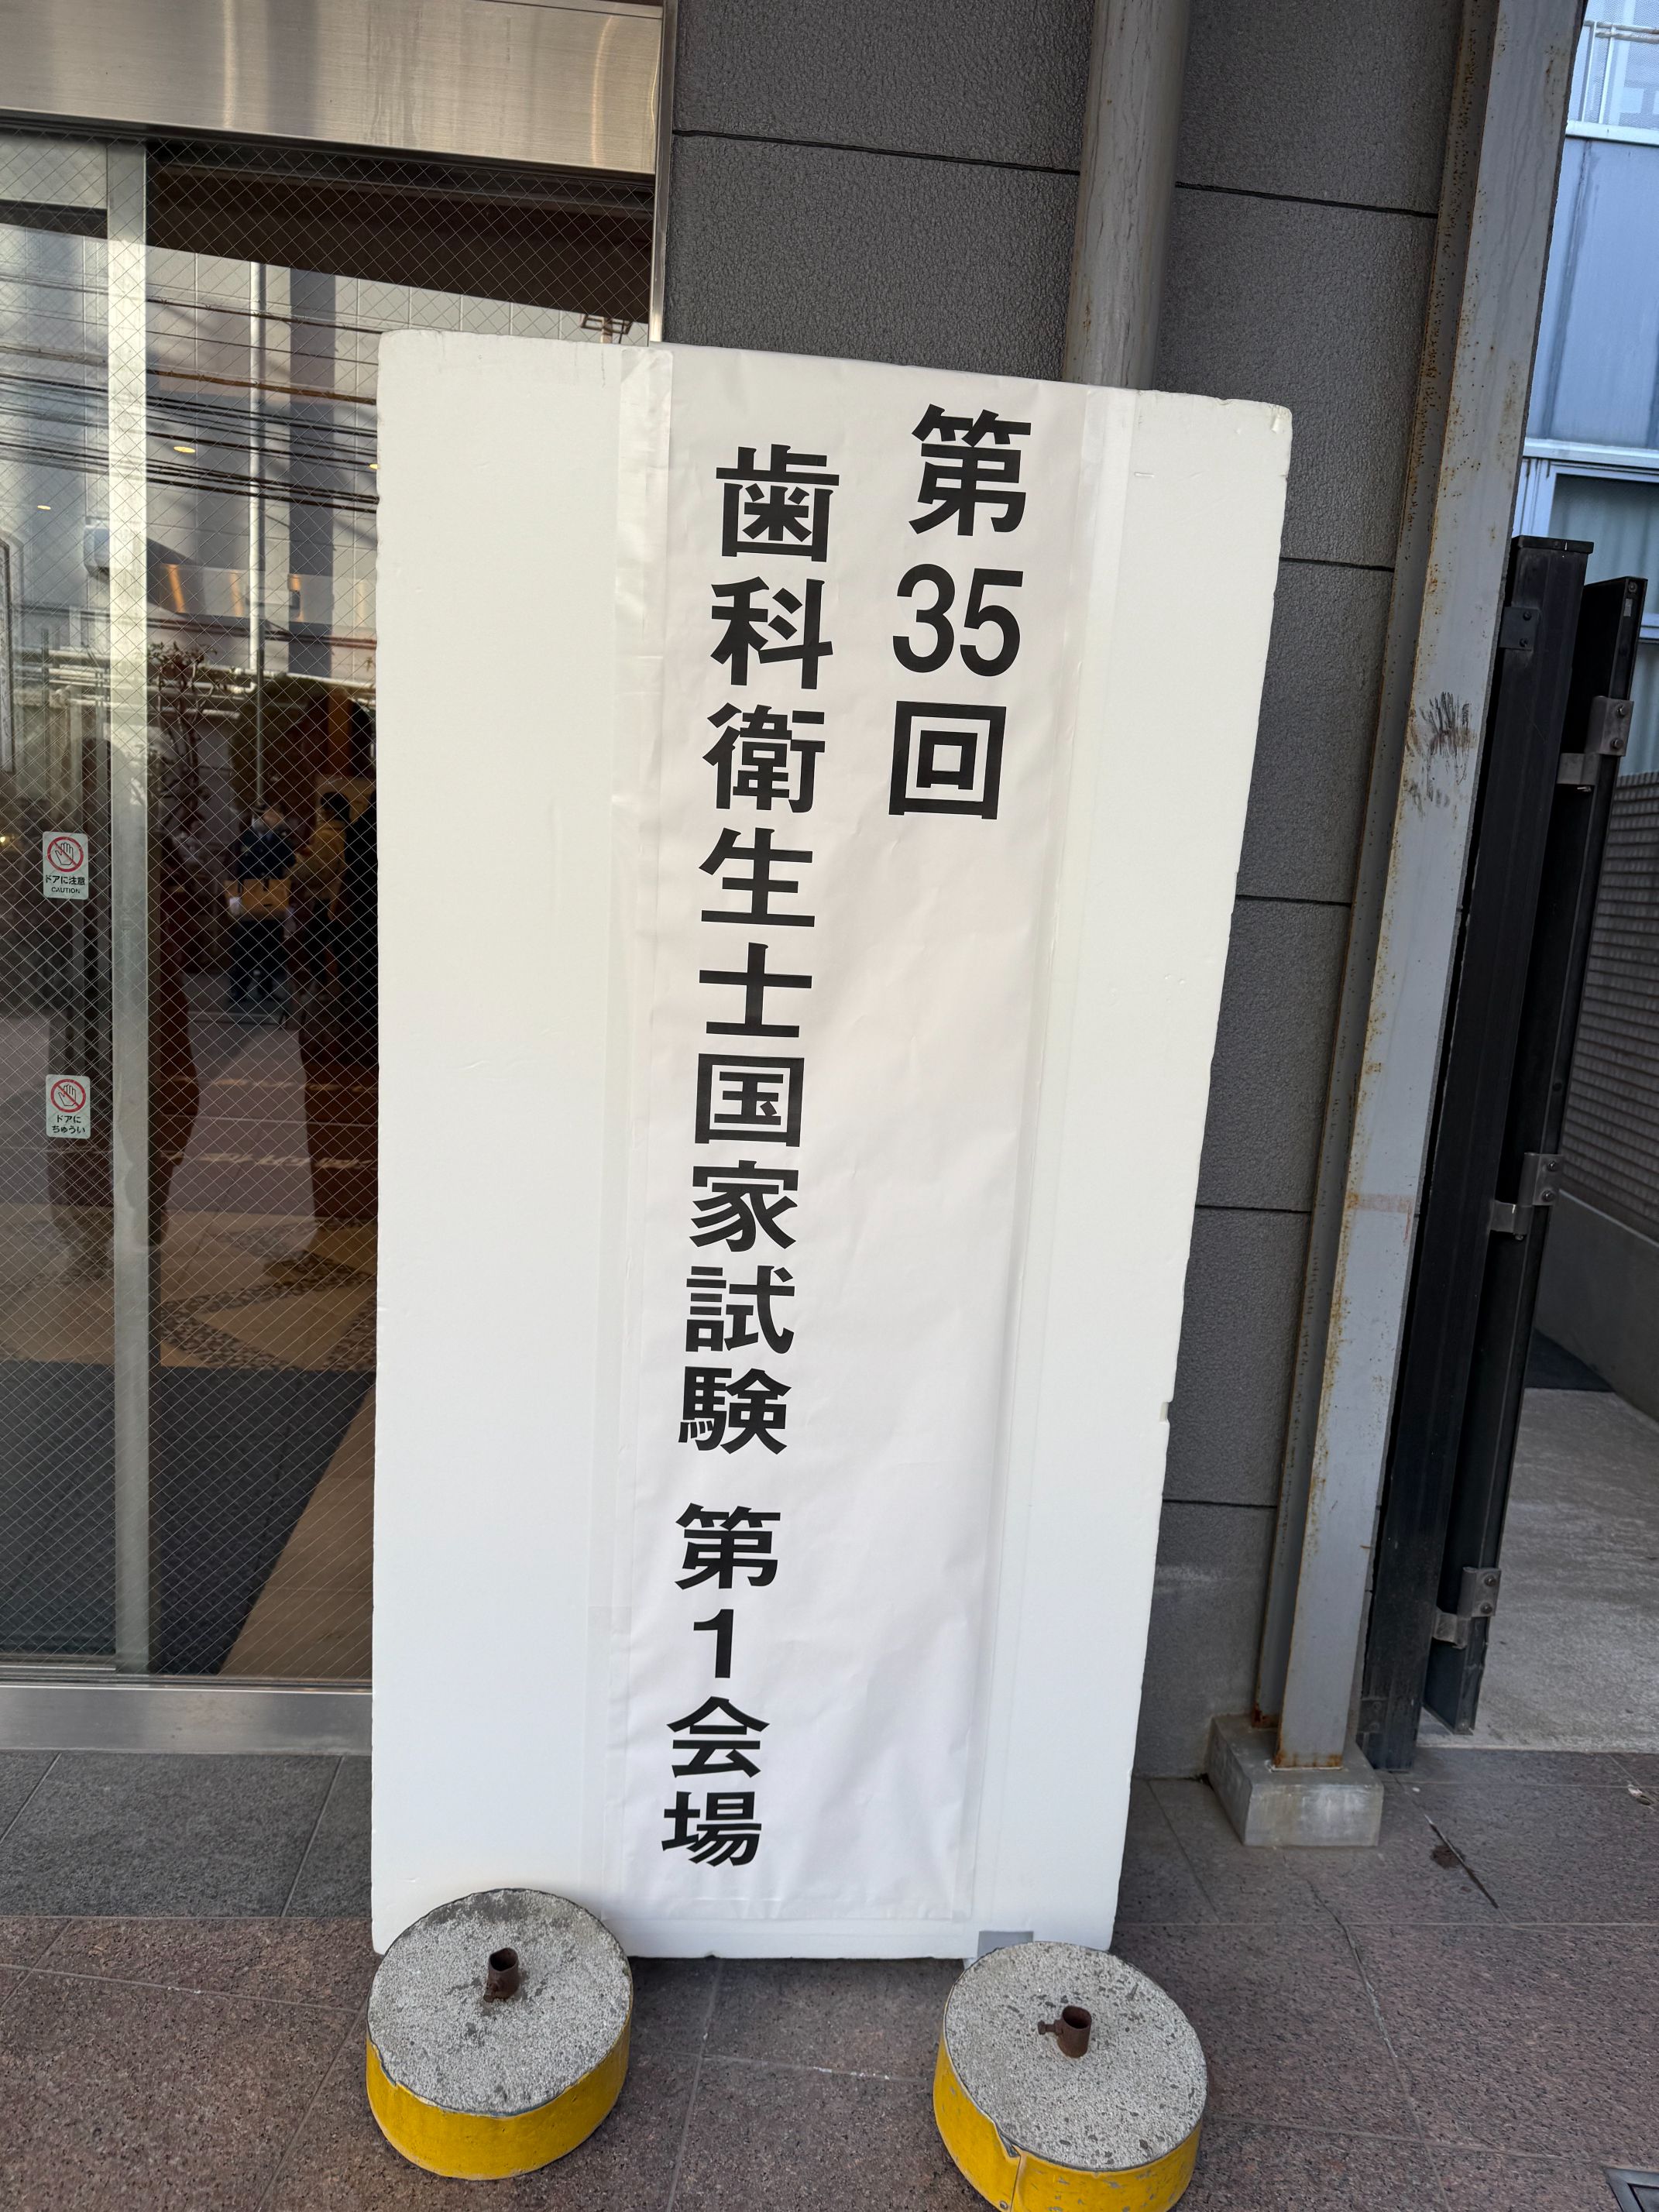 第35回
歯科衛生士国家試験 第1会場
ドアに注意
CAUTION
ドアに
ちゅうい